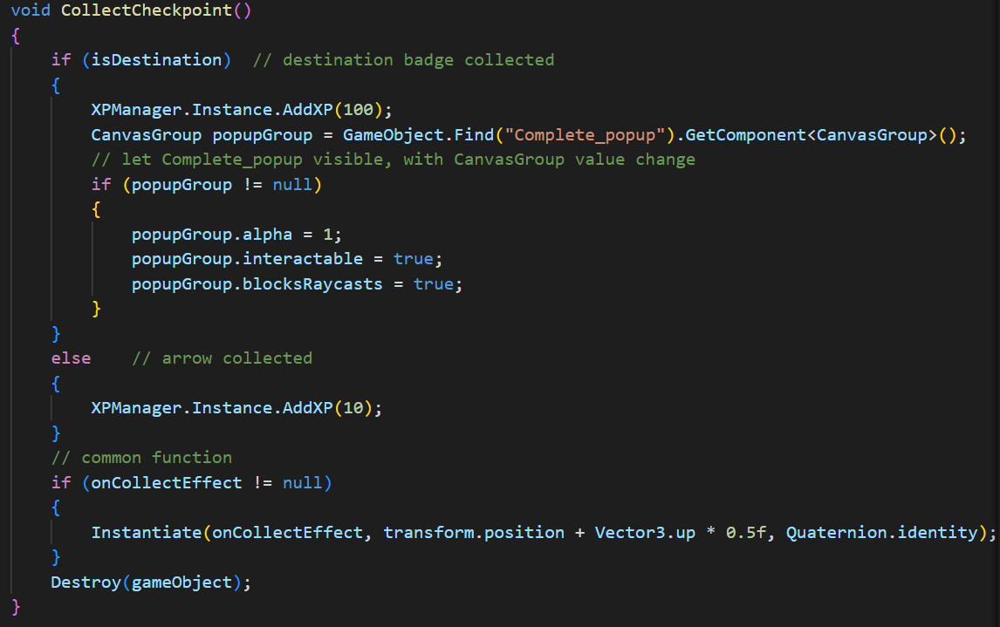 void CollectCheckpoint()
{
    if (isDestination)  // destination badge collected
    {
        XPManager.Instance.AddXP(100);
        CanvasGroup popupGroup = GameObject.Find("Complete_popup").GetComponent<CanvasGroup>();
        // let Complete_popup visible, with CanvasGroup value change
        if (popupGroup != null)
        {
            popupGroup.alpha = 1;
            popupGroup.interactable = true;
            popupGroup.blocksRaycasts = true;
        }
    }
    else    // arrow collected
    {
        XPManager.Instance.AddXP(10);
    }
    // common function
    if (onCollectEffect != null)
    {
        Instantiate(onCollectEffect, transform.position + Vector3.up * 0.5f, Quaternion.identity);
    }
    Destroy(gameObject);
}